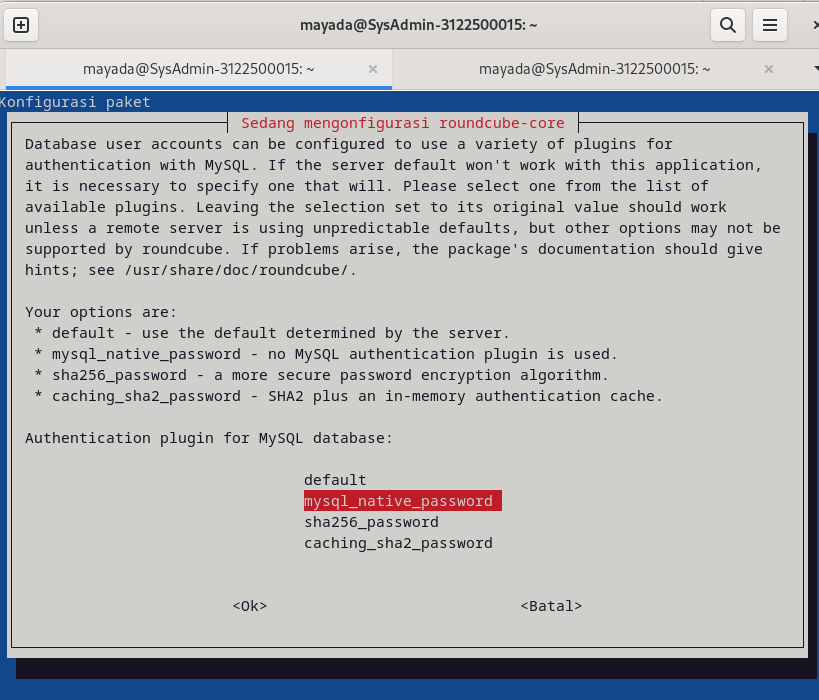 mayada@SysAdmin-3122500015: ~
mayada@SysAdmin-3122500015: ~
mayada@SysAdmin-3122500015: ~
Konfigurasi paket
Sedang mengonfigurasi roundcube-core
Database user accounts can be configured to use a variety of plugins for
authentication with MySQL. If the server default won't work with this application,
it is necessary to specify one that will. Please select one from the list of
available plugins. Leaving the selection set to its original value should work
unless a remote server is using unpredictable defaults, but other options may not be
supported by roundcube. If problems arise, the package's documentation should give
hints; see /usr/share/doc/roundcube/.
Your options are:
* default - use the default determined by the server.
* mysql_native_password - no MySQL authentication plugin is used.
* sha256_password - a more secure password encryption algorithm.
* caching_sha2_password - SHA2 plus an in-memory authentication cache.
Authentication plugin for MySQL database:
default
mysql_native_password
sha256_password
caching_sha2_password
<Ok> <Batal>